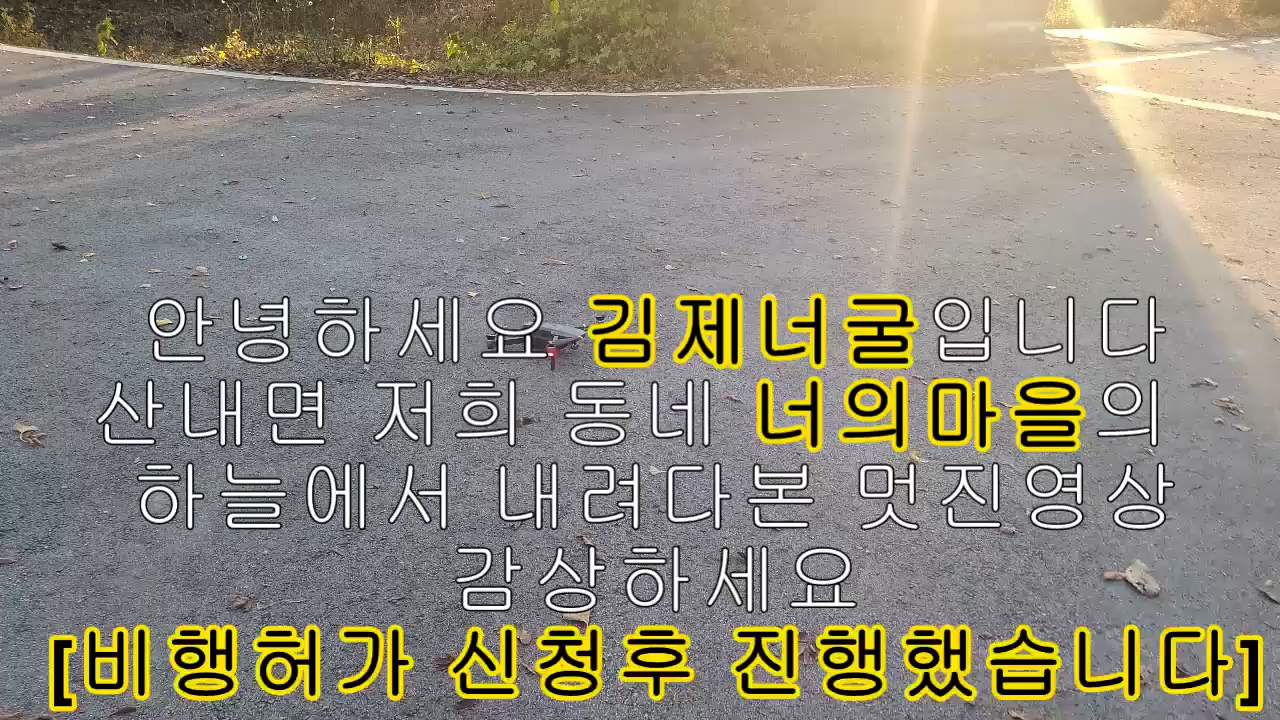 안녕하세요 김제너굴입니다
산내면 저희 동네 너의마을의
하늘에서 내려다본 멋진영상
감상하세요
[비행허가 신청후 진행했습니다]